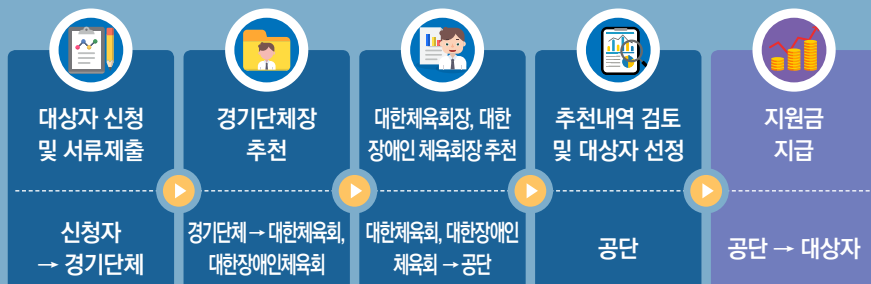 대상자 신청
및 서류제출
신청자
→ 경기단체
경기단체장
추천
경기단체 → 대한체육회,
대한장애인체육회
대한체육회장, 대한
장애인 체육회장 추천
대한체육회, 대한장애인
체육회 → 공단
추천내역 검토
및 대상자 선정
공단
지원금
지급
공단 → 대상자